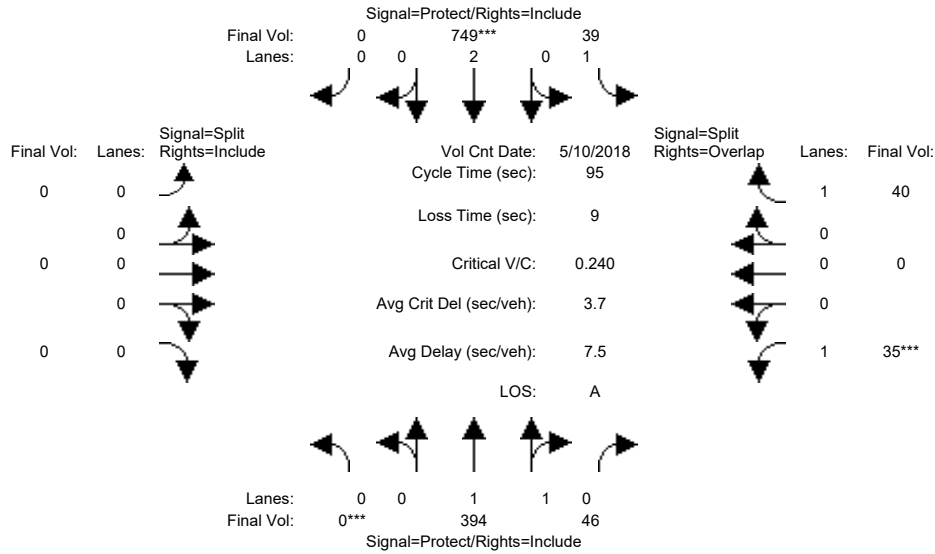 Signal=Protect/Rights=Include
Final Vol: 0 749*** 39
Lanes: 0 0 2 0 1
Signal=Split
Final Vol: Lanes: Rights=Include
Vol Cnt Date: 5/10/2018
Signal=Split
Rights=Overlap Lanes: Final Vol:
Cycle Time (sec): 95
0 0
1 40
Loss Time (sec): 9
0
0
0 0
Critical V/C: 0.240
0 0
0
Avg Crit Del (sec/veh): 3.7
0
0 0
Avg Delay (sec/veh): 7.5
1 35***
LOS: A
Lanes: 0 0 1 1 0
Final Vol: 0*** 394 46
Signal=Protect/Rights=Include